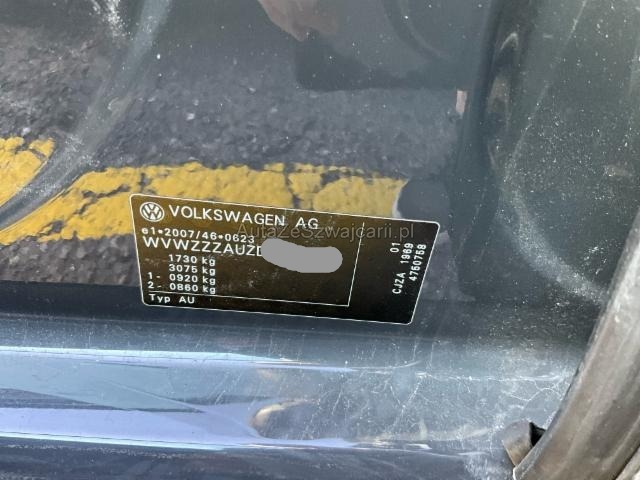 VOLKSWAGEN AG
e1*2007/46*0623
WVWZZZAUZD
1730 kg
3075 kg
1- 0920 kg
2- 0860 kg
Typ AU
01
CJZA 1969
4750758
AutaZeSzwajcarii.pl